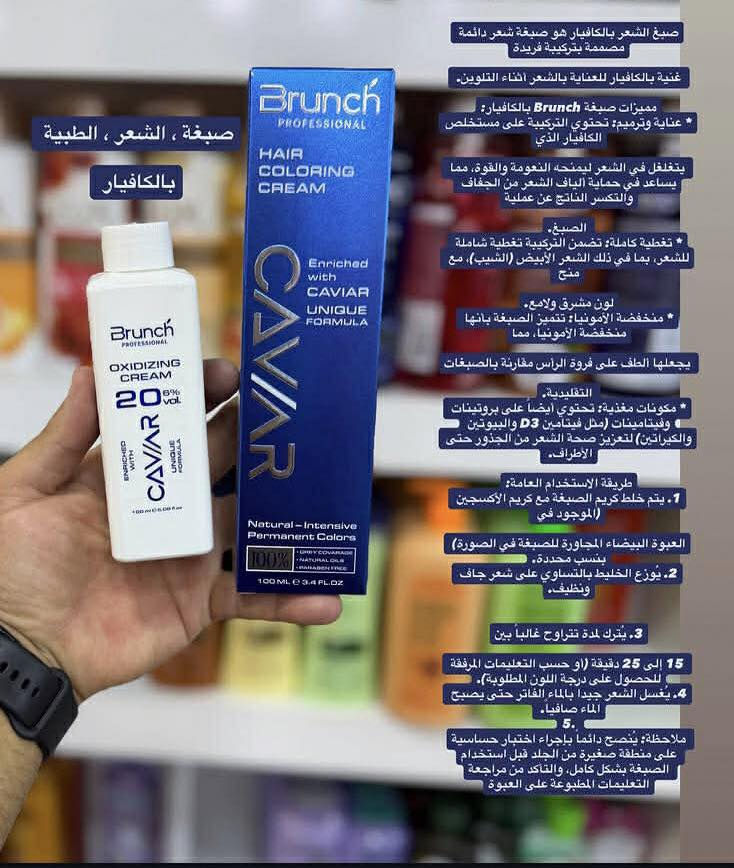 صبغة ، الشعر ، الطبية
بالكافيار
Brunch
PROFESSIONAL
OXIDIZING
CREAM
20 6% vol.
ENRICHED WITH
CAVIAR
UNIQUE FORMULA
Brunch
PROFESSIONAL
HAIR
COLORING
CREAM
CAVIAR
Enriched
with
CAVIAR
UNIQUE
FORMULA
Natural-Intensive
Permanent Colors
100%
• GREY COVERAGE
• NATURAL OILS
• PARABEN FREE
100 ML e 3.4 FL.OZ
صبغ الشعر بالكافيار هو صبغة شعر دائمة
مصممة بتركيبة فريدة
غنية بالكافيار للعناية بالشعر أثناء التلوين.
مميزات صبغة Brunch بالكافيار:
* عناية وترميم: تحتوي التركيبة على مستخلص
الكافيار الذي
يتغلغل في الشعر ليمنحه النعومة والقوة، مما
يساعد في حماية ألياف الشعر من الجفاف
والتكسر الناتج عن عملية
الصبغ.
* تغطية كاملة: تضمن التركيبة تغطية شاملة
للشعر، بما في ذلك الشعر الأبيض (الشيب)، مع
منح
لون مشرق ولامع.
* منخفضة الأمونيا: تتميز الصبغة بأنها
منخفضة الأمونيا، مما
يجعلها ألطف على فروة الرأس مقارنة بالصبغات
التقليدية.
* مكونات مغذية: تحتوي أيضاً على بروتينات
وفيتامينات (مثل فيتامين D3 والبيوتين
والكيراتين) لتعزيز صحة الشعر من الجذور حتى
الأطراف.
طريقة الاستخدام العامة:
1. يتم خلط كريم الصبغة مع كريم الأكسجين
(الموجود في
العبوة البيضاء المجاورة للصبغة في الصورة)
بنسب محددة.
2. يُوزع الخليط بالتساوي على شعر جاف
ونظيف.
3. يُترك لمدة تتراوح غالباً بين
15 إلى 25 دقيقة (أو حسب التعليمات المرفقة
للحصول على درجة اللون المطلوبة).
4. يُغسل الشعر جيدا بالماء الفاتر حتى يصبح
الماء صافياً.
5.
ملاحظة: يُنصح دائماً بإجراء اختبار حساسية
على منطقة صغيرة من الجلد قبل استخدام
الصبغة بشكل كامل، والتأكد من مراجعة
التعليمات المطبوعة على العبوة